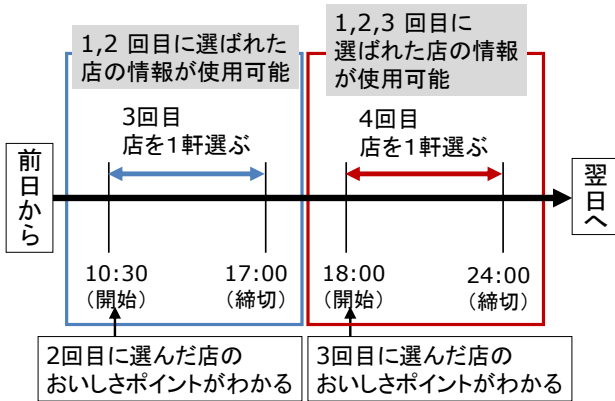 1,2 回目に選ばれた
店の情報が使用可能
1,2,3 回目に
選ばれた店の情報
が使用可能
3回目
店を1軒選ぶ
4回目
店を1軒選ぶ
前日から
翌日へ
10:30
（開始）
17:00
（締切）
18:00
（開始）
24:00
（締切）
2回目に選んだ店の
おいしさポイントがわかる
3回目に選んだ店の
おいしさポイントがわかる